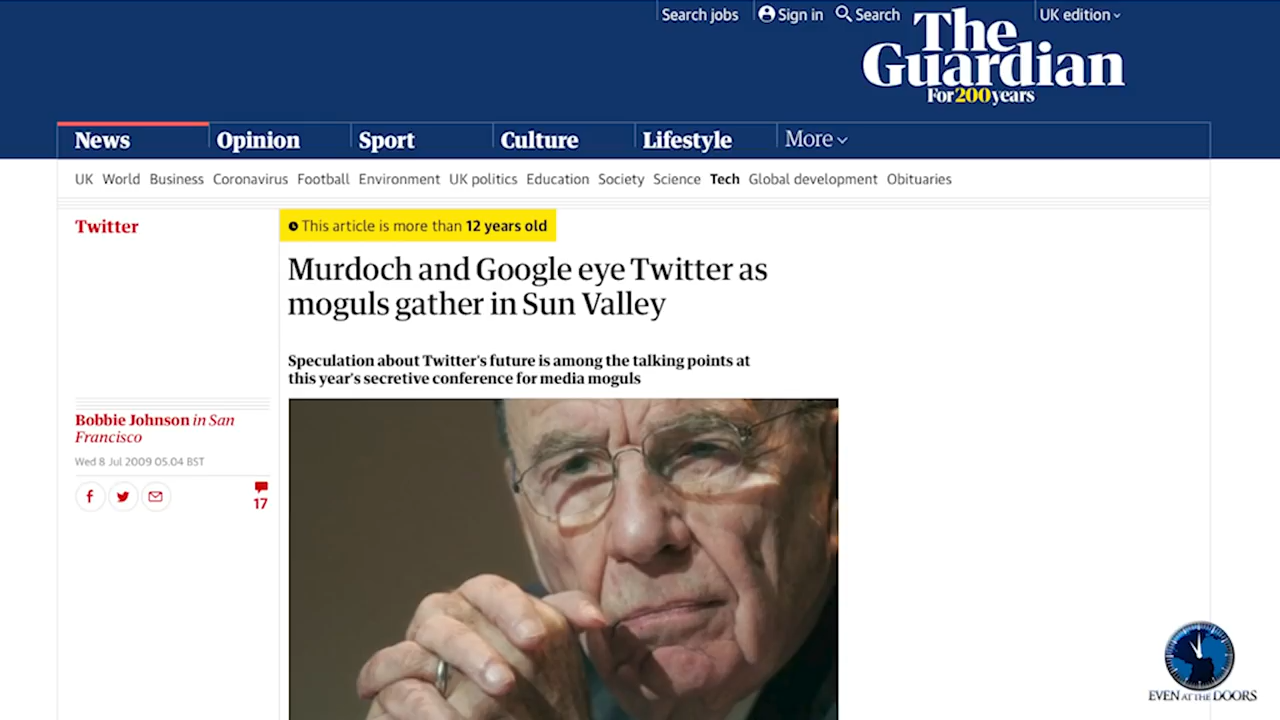 Search jobs
Sign in
Search
UK edition
The
Guardian
For200years
News
Opinion
Sport
Culture
Lifestyle
More
UK World Business Coronavirus Football Environment UK politics Education Society Science Tech Global development Obituaries
Twitter
This article is more than 12 years old
Murdoch and Google eye Twitter as
moguls gather in Sun Valley
Speculation about Twitter's future is among the talking points at
this year's secretive conference for media moguls
Bobbie Johnson in San
Francisco
Wed 8 Jul 2009 05.04 BST
17
EVEN AT THE DOORS